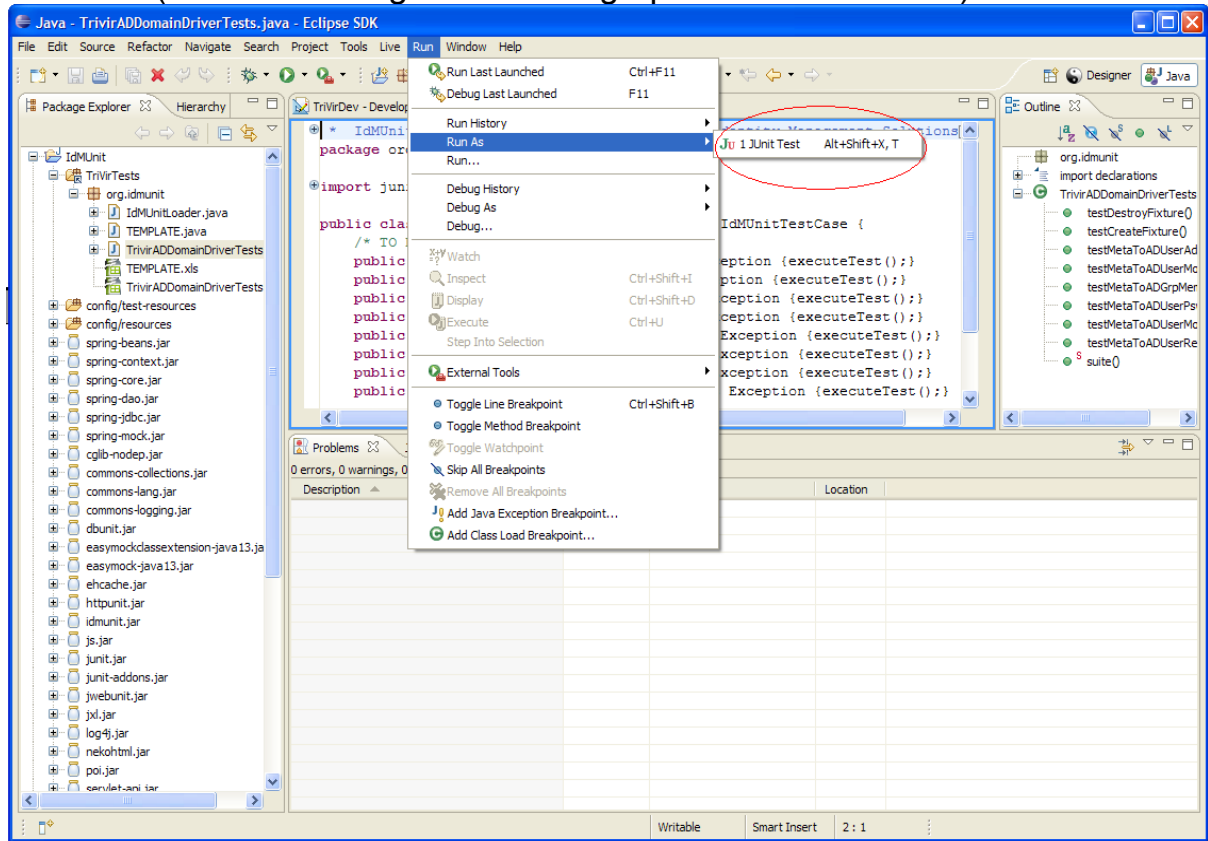 Java - TrivirADDomainDriverTests.java - Eclipse SDK
File Edit Source Refactor Navigate Search Project Tools Live Run Window Help
Designer Java
Package Explorer Hierarchy
IdMUnit
TriVirTests
org.idmunit
IdMUnitLoader.java
TEMPLATE.java
TrivirADDomainDriverTests
TEMPLATE.xls
TrivirADDomainDriverTests
config/test-resources
config/resources
spring-beans.jar
spring-context.jar
spring-core.jar
spring-dao.jar
spring-jdbc.jar
spring-mock.jar
cglib-nodep.jar
commons-collections.jar
commons-lang.jar
commons-logging.jar
dbunit.jar
easymockclassextension-java13.ja
easymock-java13.jar
ehcache.jar
httpunit.jar
idmunit.jar
js.jar
junit.jar
junit-addons.jar
jwebunit.jar
jxl.jar
log4j.jar
nekohtml.jar
poi.jar
servlet-api.jar
TriVirDev - Develop
* IdMUni
package or
import jun
public cla IdMUnitTestCase {
/* TO
public eption {executeTest();}
public ption {executeTest();}
public ception {executeTest();}
public ception {executeTest();}
public Exception {executeTest();}
public xception {executeTest();}
public xception {executeTest();}
public Exception {executeTest();}
Run Last Launched Ctrl+F11
Debug Last Launched F11
Run History
Run As
Run...
Debug History
Debug As
Debug...
Watch
Inspect Ctrl+Shift+I
Display Ctrl+Shift+D
Execute Ctrl+U
Step Into Selection
External Tools
Toggle Line Breakpoint Ctrl+Shift+B
Toggle Method Breakpoint
Toggle Watchpoint
Skip All Breakpoints
Remove All Breakpoints
Add Java Exception Breakpoint...
Add Class Load Breakpoint...
Ju 1 JUnit Test Alt+Shift+X, T
Outline
org.idmunit
import declarations
TrivirADDomainDriverTests
testDestroyFixture()
testCreateFixture()
testMetaToADUserAd
testMetaToADUserMo
testMetaToADGrpMer
testMetaToADUserPs
testMetaToADUserMo
testMetaToADUserRe
suite()
Problems
0 errors, 0 warnings, 0
Description Location
Writable Smart Insert 2 : 1